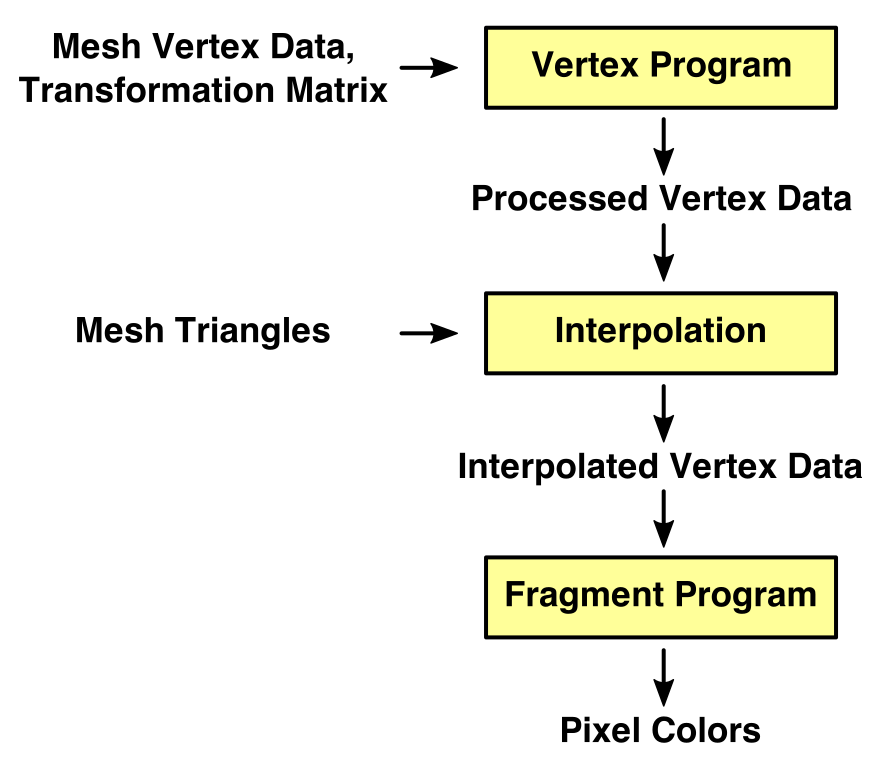 Mesh Vertex Data,
Transformation Matrix
Vertex Program
Processed Vertex Data
Mesh Triangles
Interpolation
Interpolated Vertex Data
Fragment Program
Pixel Colors